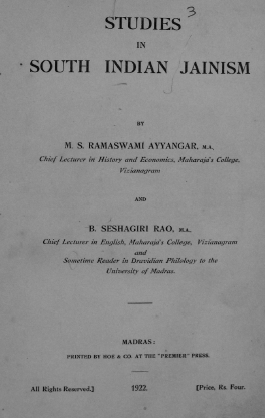 3
STUDIES
IN
SOUTH INDIAN JAINISM
BY
M. S. RAMASWAMI AYYANGAR, M.A.,
Chief Lecturer in History and Economics, Maharaja's College,
Vizianagram
AND
B. SESHAGIRI RAO, M.A.,
Chief Lecturer in English, Maharaja's College, Vizianagram
and
Sometime Reader in Dravidian Philology to the
University of Madras.
MADRAS:
PRINTED BY HOE & CO. AT THE "PREMIER" PRESS.
All Rights Reserved.] 1922. [Price, Rs. Four.